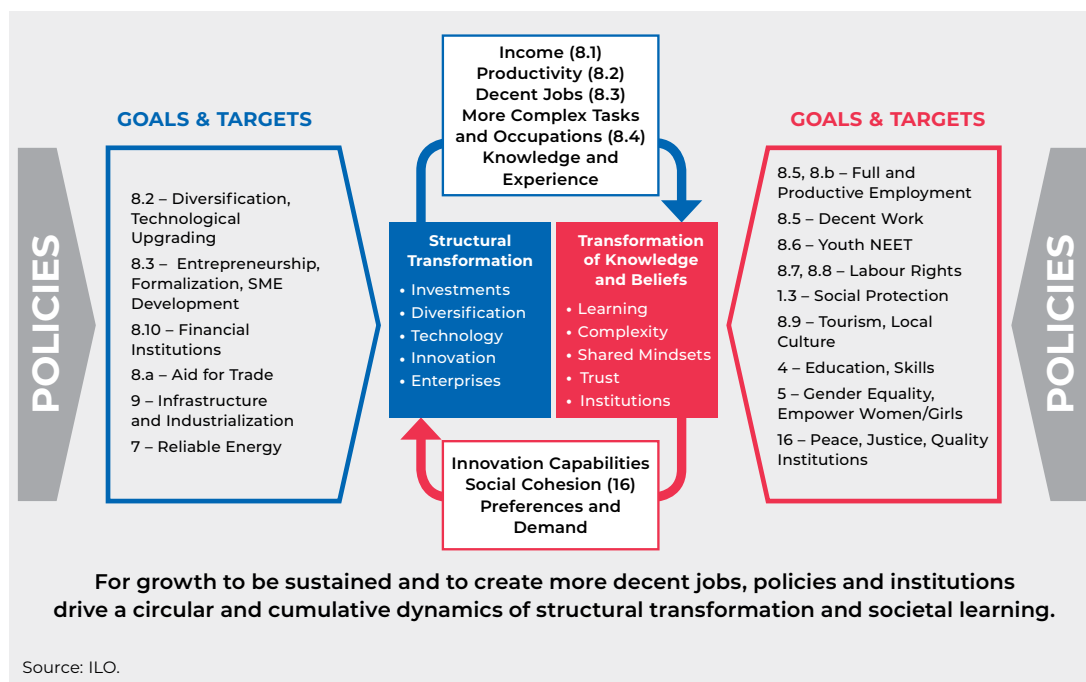 Income (8.1)
Productivity (8.2)
Decent Jobs (8.3)
More Complex Tasks
and Occupations (8.4)
Knowledge and
Experience
POLICIES
GOALS & TARGETS
8.2 – Diversification,
Technological
Upgrading
8.3 – Entrepreneurship,
Formalization, SME
Development
8.10 – Financial
Institutions
8.a – Aid for Trade
9 – Infrastructure
and Industrialization
7 – Reliable Energy
Structural
Transformation
• Investments
• Diversification
• Technology
• Innovation
• Enterprises
Transformation
of Knowledge
and Beliefs
• Learning
• Complexity
• Shared Mindsets
• Trust
• Institutions
GOALS & TARGETS
8.5, 8.b – Full and
Productive Employment
8.5 – Decent Work
8.6 – Youth NEET
8.7, 8.8 – Labour Rights
1.3 – Social Protection
8.9 – Tourism, Local
Culture
4 – Education, Skills
5 – Gender Equality,
Empower Women/Girls
16 – Peace, Justice, Quality
Institutions
POLICIES
Innovation Capabilities
Social Cohesion (16)
Preferences and
Demand
For growth to be sustained and to create more decent jobs, policies and institutions
drive a circular and cumulative dynamics of structural transformation and societal learning.
Source: ILO.